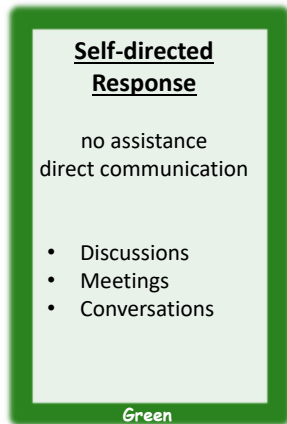 Self-directed
Response
no assistance
direct communication
• Discussions
• Meetings
• Conversations
Green